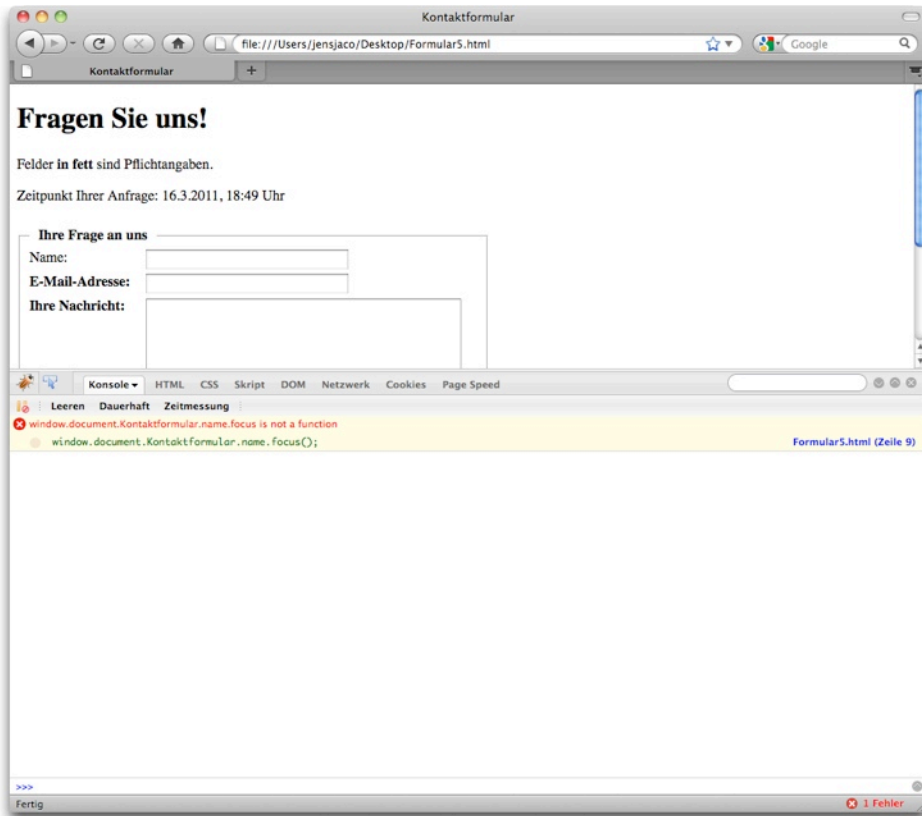 Kontaktformular
file:///Users/jensjaco/Desktop/Formular5.html Google
Kontaktformular +
Fragen Sie uns!
Felder in fett sind Pflichtangaben.
Zeitpunkt Ihrer Anfrage: 16.3.2011, 18:49 Uhr
Ihre Frage an uns
Name:
E-Mail-Adresse:
Ihre Nachricht:
Konsole HTML CSS Skript DOM Netzwerk Cookies Page Speed
Leeren Dauerhaft Zeitmessung
window.document.Kontaktformular.name.focus is not a function
window.document.Kontaktformular.name.focus(); Formular5.html (Zeile 9)
>>>
Fertig 1 Fehler